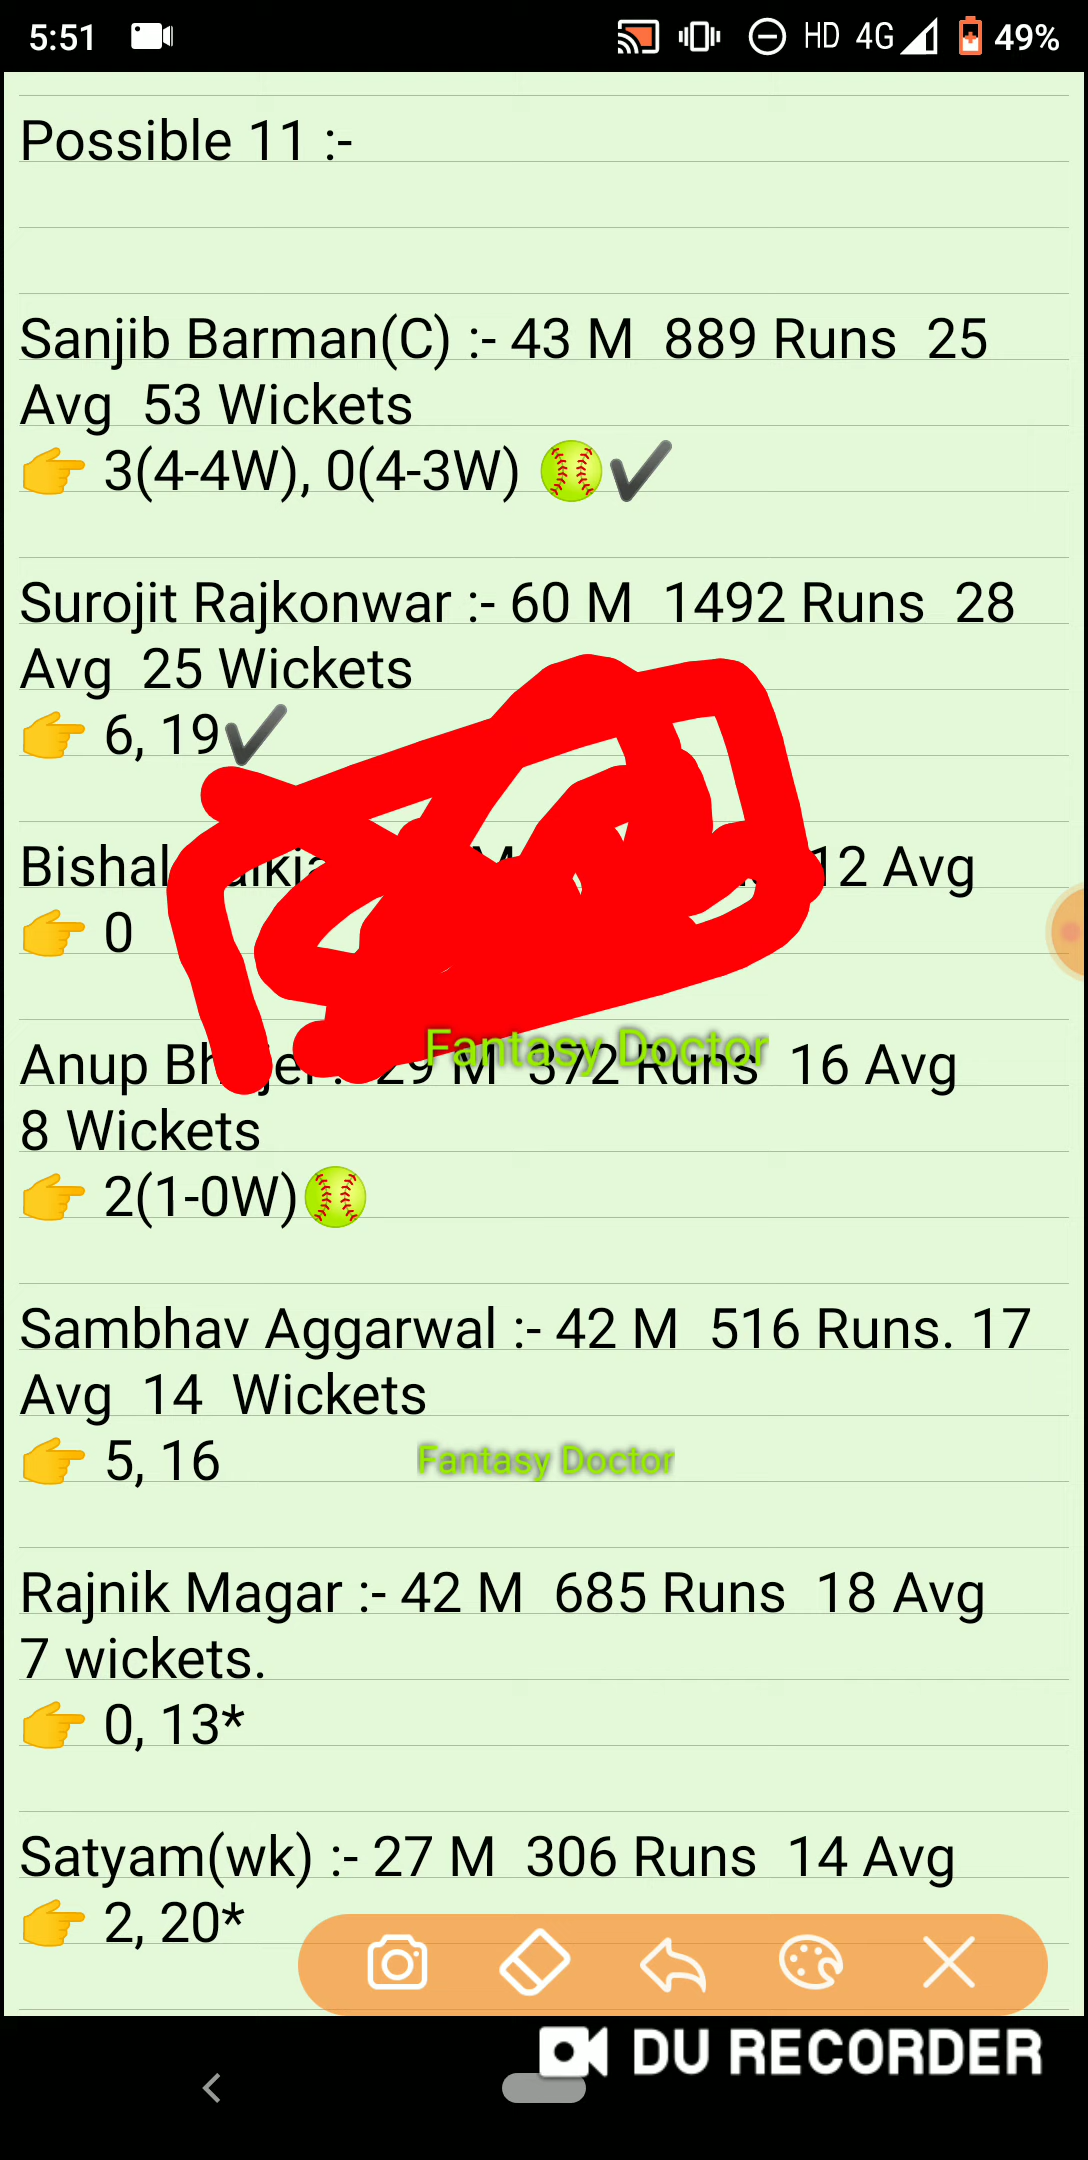 5:51 HD 4G 49%
Possible 11 :-
Sanjib Barman(C) :- 43 M 889 Runs 25
Avg 53 Wickets
👉 3(4-4W), 0(4-3W) 🥎✔
Surojit Rajkonwar :- 60 M 1492 Runs 28
Avg 25 Wickets
👉 6, 19✔
Bishal 12 Avg
👉 0
Fantasy Doctor
Anup 29 M 372 Runs 16 Avg
8 Wickets
👉 2(1-0W)🥎
Sambhav Aggarwal :- 42 M 516 Runs. 17
Avg 14 Wickets
👉 5, 16
Fantasy Doctor
Rajnik Magar :- 42 M 685 Runs 18 Avg
7 wickets.
👉 0, 13*
Satyam(wk) :- 27 M 306 Runs 14 Avg
👉 2, 20*
DU RECORDER